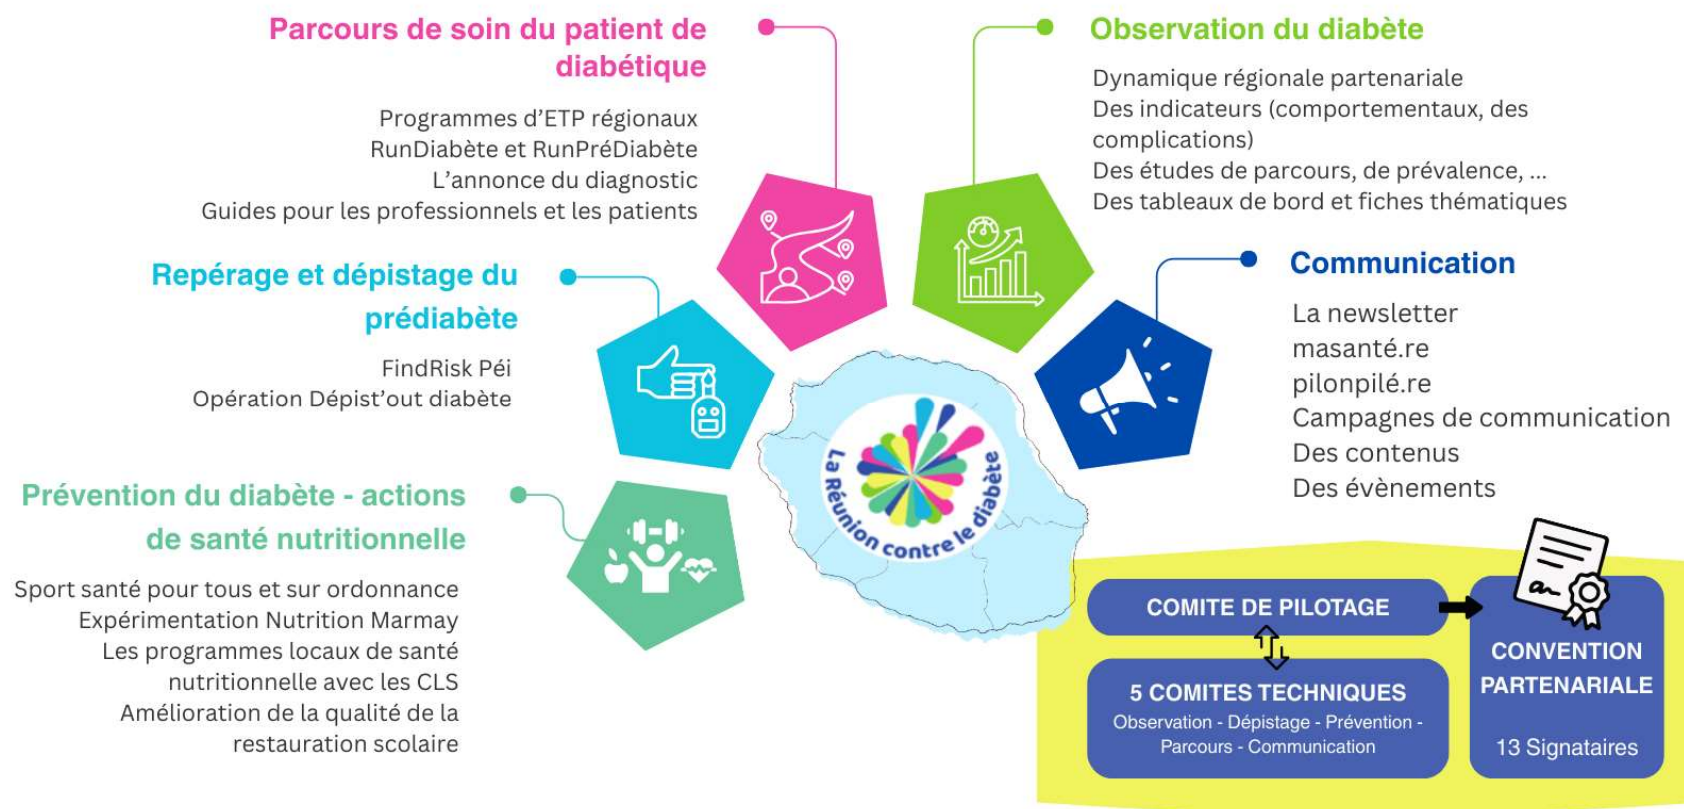 Parcours de soin du patient de
diabétique
Programmes d’ETP régionaux
RunDiabète et RunPréDiabète
L’annonce du diagnostic
Guides pour les professionnels et les patients
Observation du diabète
Dynamique régionale partenariale
Des indicateurs (comportementaux, des
complications)
Des études de parcours, de prévalence, ...
Des tableaux de bord et fiches thématiques
Repérage et dépistage du
prédiabète
FindRisk Péi
Opération Dépist’out diabète
Communication
La newsletter
masanté.re
pilonpilé.re
Campagnes de communication
Des contenus
Des évènements
Prévention du diabète - actions
de santé nutritionnelle
Sport santé pour tous et sur ordonnance
Expérimentation Nutrition Marmay
Les programmes locaux de santé
nutritionnelle avec les CLS
Amélioration de la qualité de la
restauration scolaire
La Réunion contre le diabète
COMITE DE PILOTAGE
5 COMITES TECHNIQUES
Observation - Dépistage - Prévention -
Parcours - Communication
CONVENTION
PARTENARIALE
13 Signataires